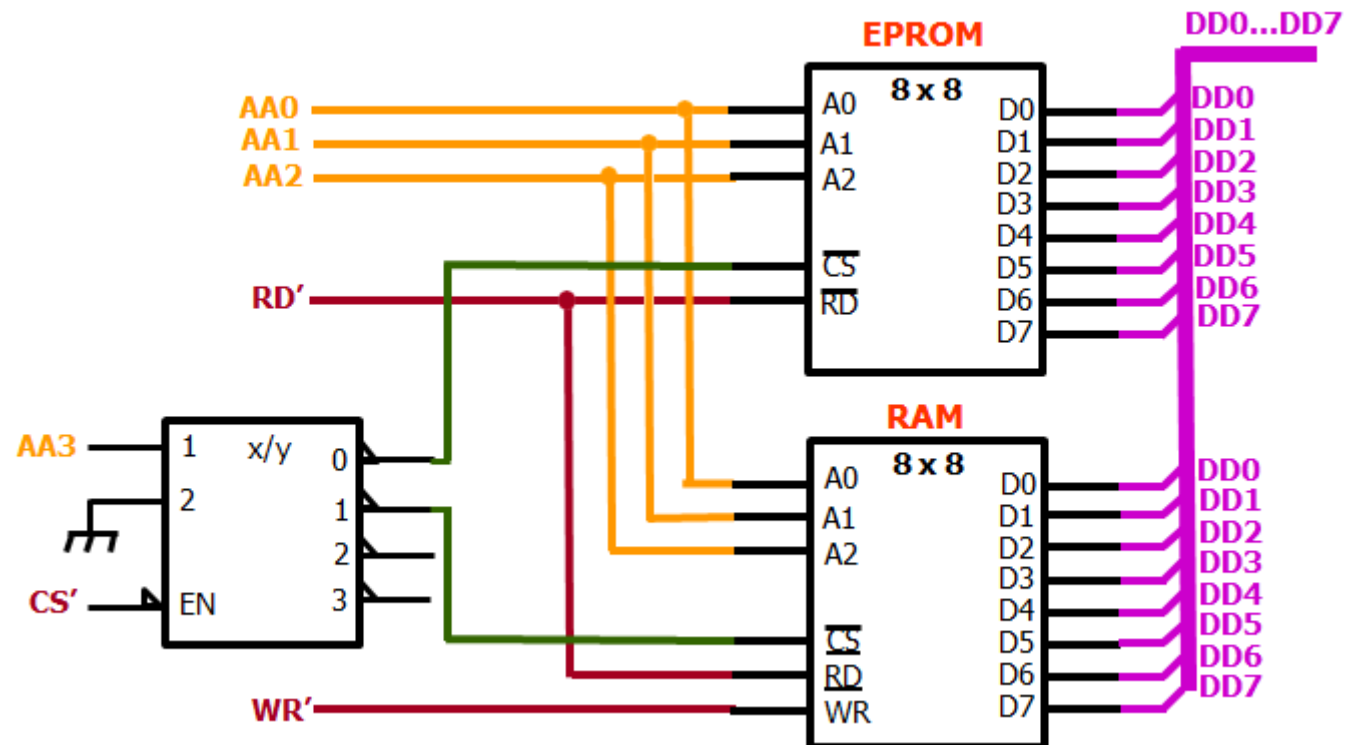 DD0...DD7
EPROM
8 x 8
AA0
AA1
AA2
A0
A1
A2
CS
RD
D0
D1
D2
D3
D4
D5
D6
D7
DD0
DD1
DD2
DD3
DD4
DD5
DD6
DD7
RD′
AA3
1
x/y
0
2
1
2
CS′
EN
3
RAM
8 x 8
A0
A1
A2
CS
RD
WR
D0
D1
D2
D3
D4
D5
D6
D7
DD0
DD1
DD2
DD3
DD4
DD5
DD6
DD7
WR′